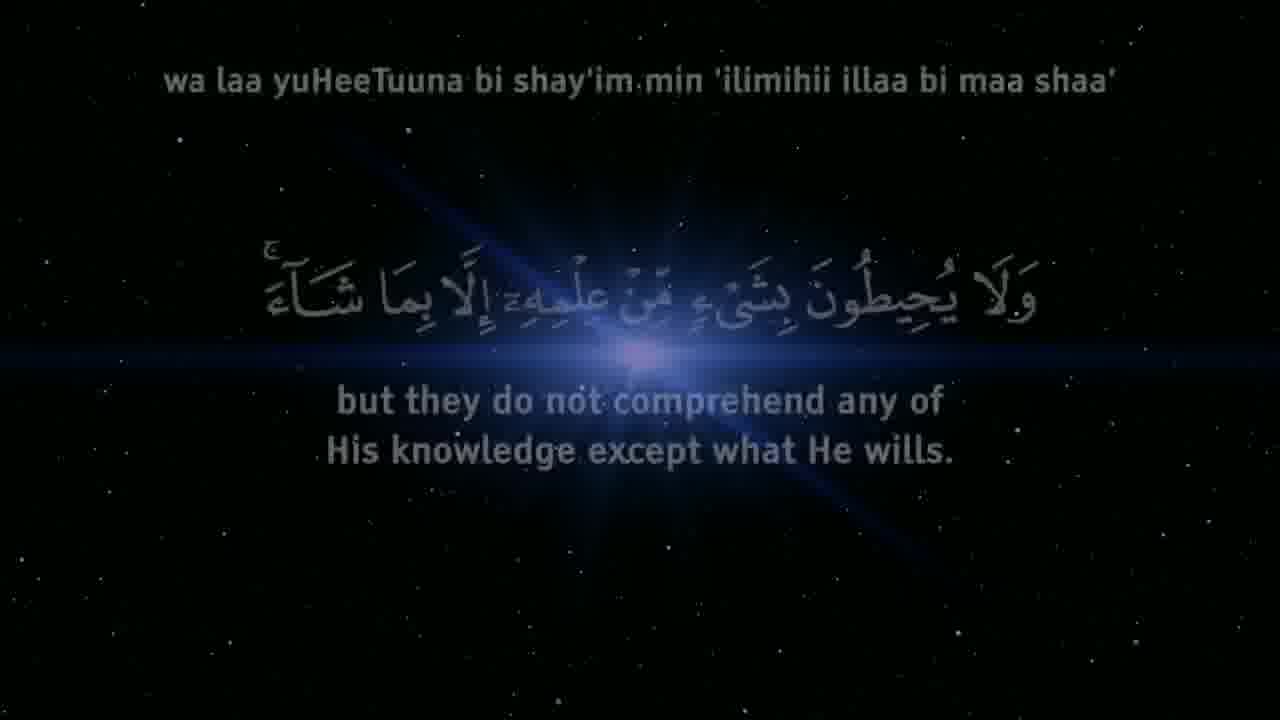 wa laa yuHeeTuuna bi shay'im min 'ilimihii illaa bi maa shaa'
وَلَا يُحِيطُونَ بِشَىْءٍ مِّنْ عِلْمِهِۦٓ إِلَّا بِمَا شَآءَ ۚ
but they do not comprehend any of
His knowledge except what He wills.